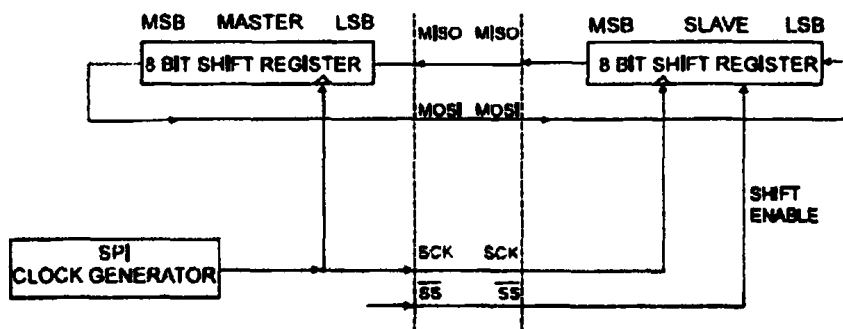 MSB MASTER LSB
8 BIT SHIFT REGISTER
MISO MISO
MSB SLAVE LSB
8 BIT SHIFT REGISTER
MOSI MOSI
SHIFT
ENABLE
SPI
CLOCK GENERATOR
SCK SCK
SS SS